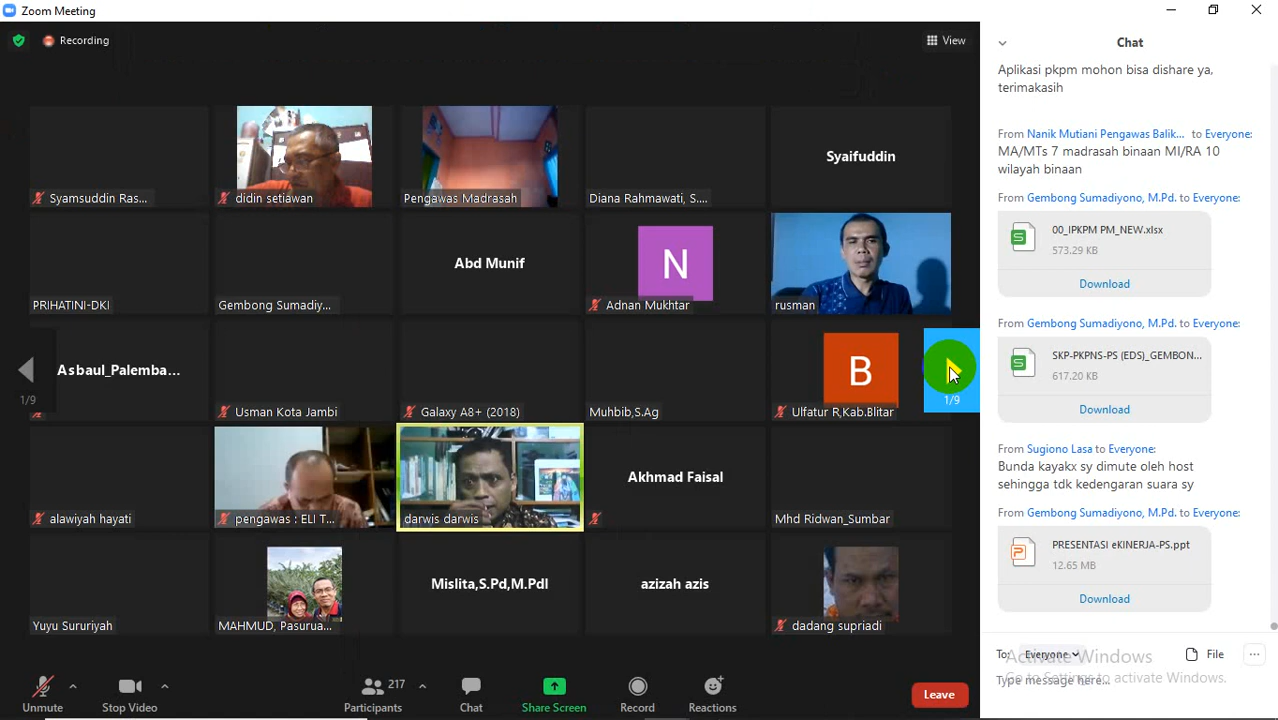 Zoom Meeting
Recording
View
Syamsuddin Ras...
didin setiawan
Pengawas Madrasah
Diana Rahmawati, S....
Syaifuddin
PRIHATINI-DKI
Gembong Sumadiy...
Abd Munif
N
Adnan Mukhtar
rusman
1/9
Asbaul_Palemba...
Usman Kota Jambi
Galaxy A8+ (2018)
Muhbib,S.Ag
B
Ulfatur R,Kab.Blitar
1/9
alawiyah hayati
pengawas : ELI T...
darwis darwis
Akhmad Faisal
Mhd Ridwan_Sumbar
Yuyu Sururiyah
MAHMUD, Pasurua...
Mislita,S.Pd,M.PdI
azizah azis
dadang supriadi
Unmute
Stop Video
217
Participants
Chat
Share Screen
Record
Reactions
Leave
Chat
Aplikasi pkpm mohon bisa dishare ya,
terimakasih
From Nanik Mutiani Pengawas Balik... to Everyone:
MA/MTs 7 madrasah binaan MI/RA 10
wilayah binaan
From Gembong Sumadiyono, M.Pd. to Everyone:
S
00_IPKPM PM_NEW.xlsx
573.29 KB
Download
From Gembong Sumadiyono, M.Pd. to Everyone:
S
SKP-PKPNS-PS (EDS)_GEMBON...
617.20 KB
Download
From Sugiono Lasa to Everyone:
Bunda kayakx sy dimute oleh host
sehingga tdk kedengaran suara sy
From Gembong Sumadiyono, M.Pd. to Everyone:
P
PRESENTASI eKINERJA-PS.ppt
12.65 MB
Download
To: Everyone
File
Activate Windows
Type message here...
Go to Settings to activate Windows.